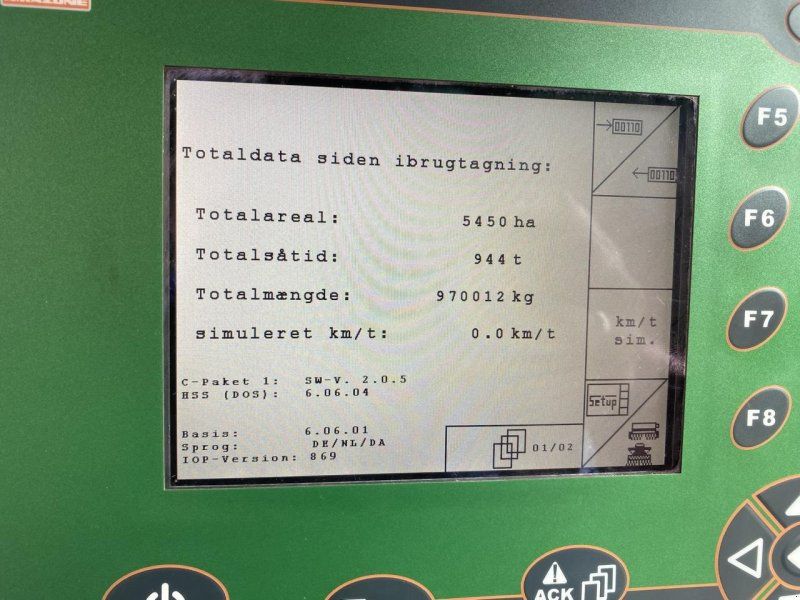 AMAZONE
00110
F5
Totaldata siden ibrugtagning:
00110
Totalareal: 5450 ha
F6
Totalsåtid: 944 t
Totalmængde: 970012 kg
km/t
sim.
F7
simuleret km/t: 0.0 km/t
C-Paket 1: SW-V. 2.0.5
HSS (DOS): 6.06.04
Setup
F8
Basis: 6.06.01
Sprog: DE/NL/DA
IOP-Version: 869
01/02
ACK